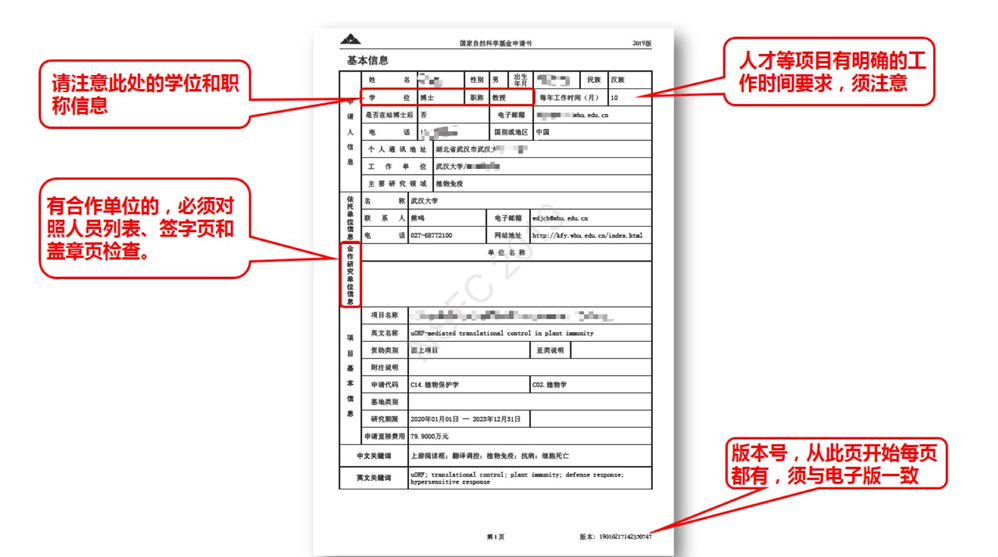 国家自然科学基金申请书 2019版
基本信息
请注意此处的学位和职
称信息
人才等项目有明确的工
作时间要求，须注意
有合作单位的，必须对
照人员列表、签字页和
盖章页检查。
版本号，从此页开始每页
都有，须与电子版一致
申请人信息
姓 名 性别 男 出生年月 民族 汉族
学 位 博士 职称 教授 每年工作时间（月） 10
是否在站博士后 否 电子邮箱 whu.edu.cn
电 话 国别或地区 中国
个 人 通 讯 地 址 湖北省武汉市武汉
工 作 单 位 武汉大学/
主 要 研 究 领 域 植物免疫
依托单位信息
名 称 武汉大学
联 系 人 熊鸣 电子邮箱 wdjcb@whu.edu.cn
电 话 027-68772100 网站地址 http://kfy.whu.edu.cn/index.html
合作研究单位信息
单 位 名 称
项目基本信息
项目名称
英文名称 uORF-mediated translational control in plant immunity
资助类别 面上项目 亚类说明
附注说明
申请代码 C14.植物保护学 C02.植物学
基地类别
研究期限 2020年01月01日 -- 2023年12月31日
申请直接费用 79.9000万元
中文关键词 上游阅读框；翻译调控；植物免疫；抗病；细胞死亡
英文关键词 uORF; translational control; plant immunity; defense response;
hypersensitive response
NSFC 2019
第 1 页 版本：